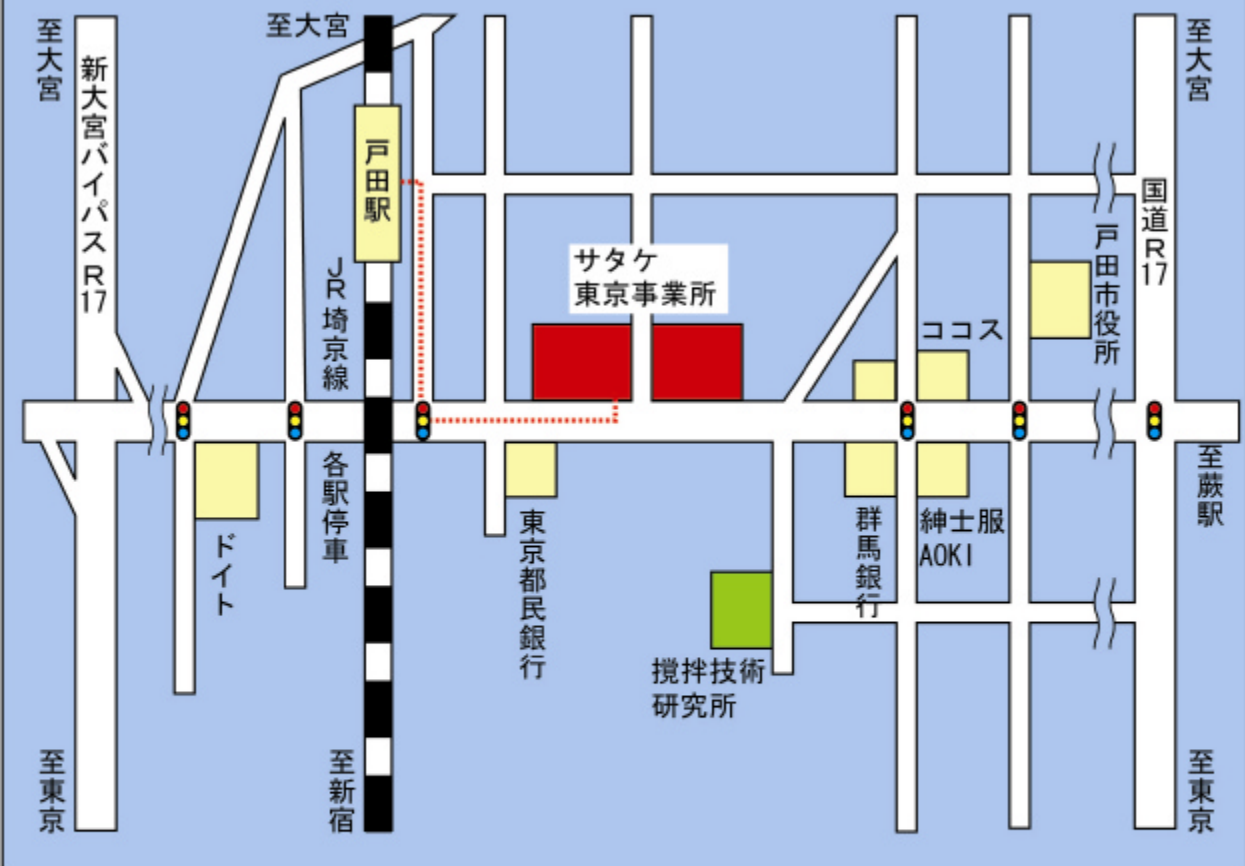 至大宮
新大宮バイパスR17
至大宮
至大宮
戸田駅
国道R17
サタケ
東京事業所
戸田市役所
JR埼京線
ココス
各駅停車
至蕨駅
ドイト
東京都民銀行
群馬銀行
紳士服
AOKI
撹拌技術
研究所
至東京
至新宿
至東京